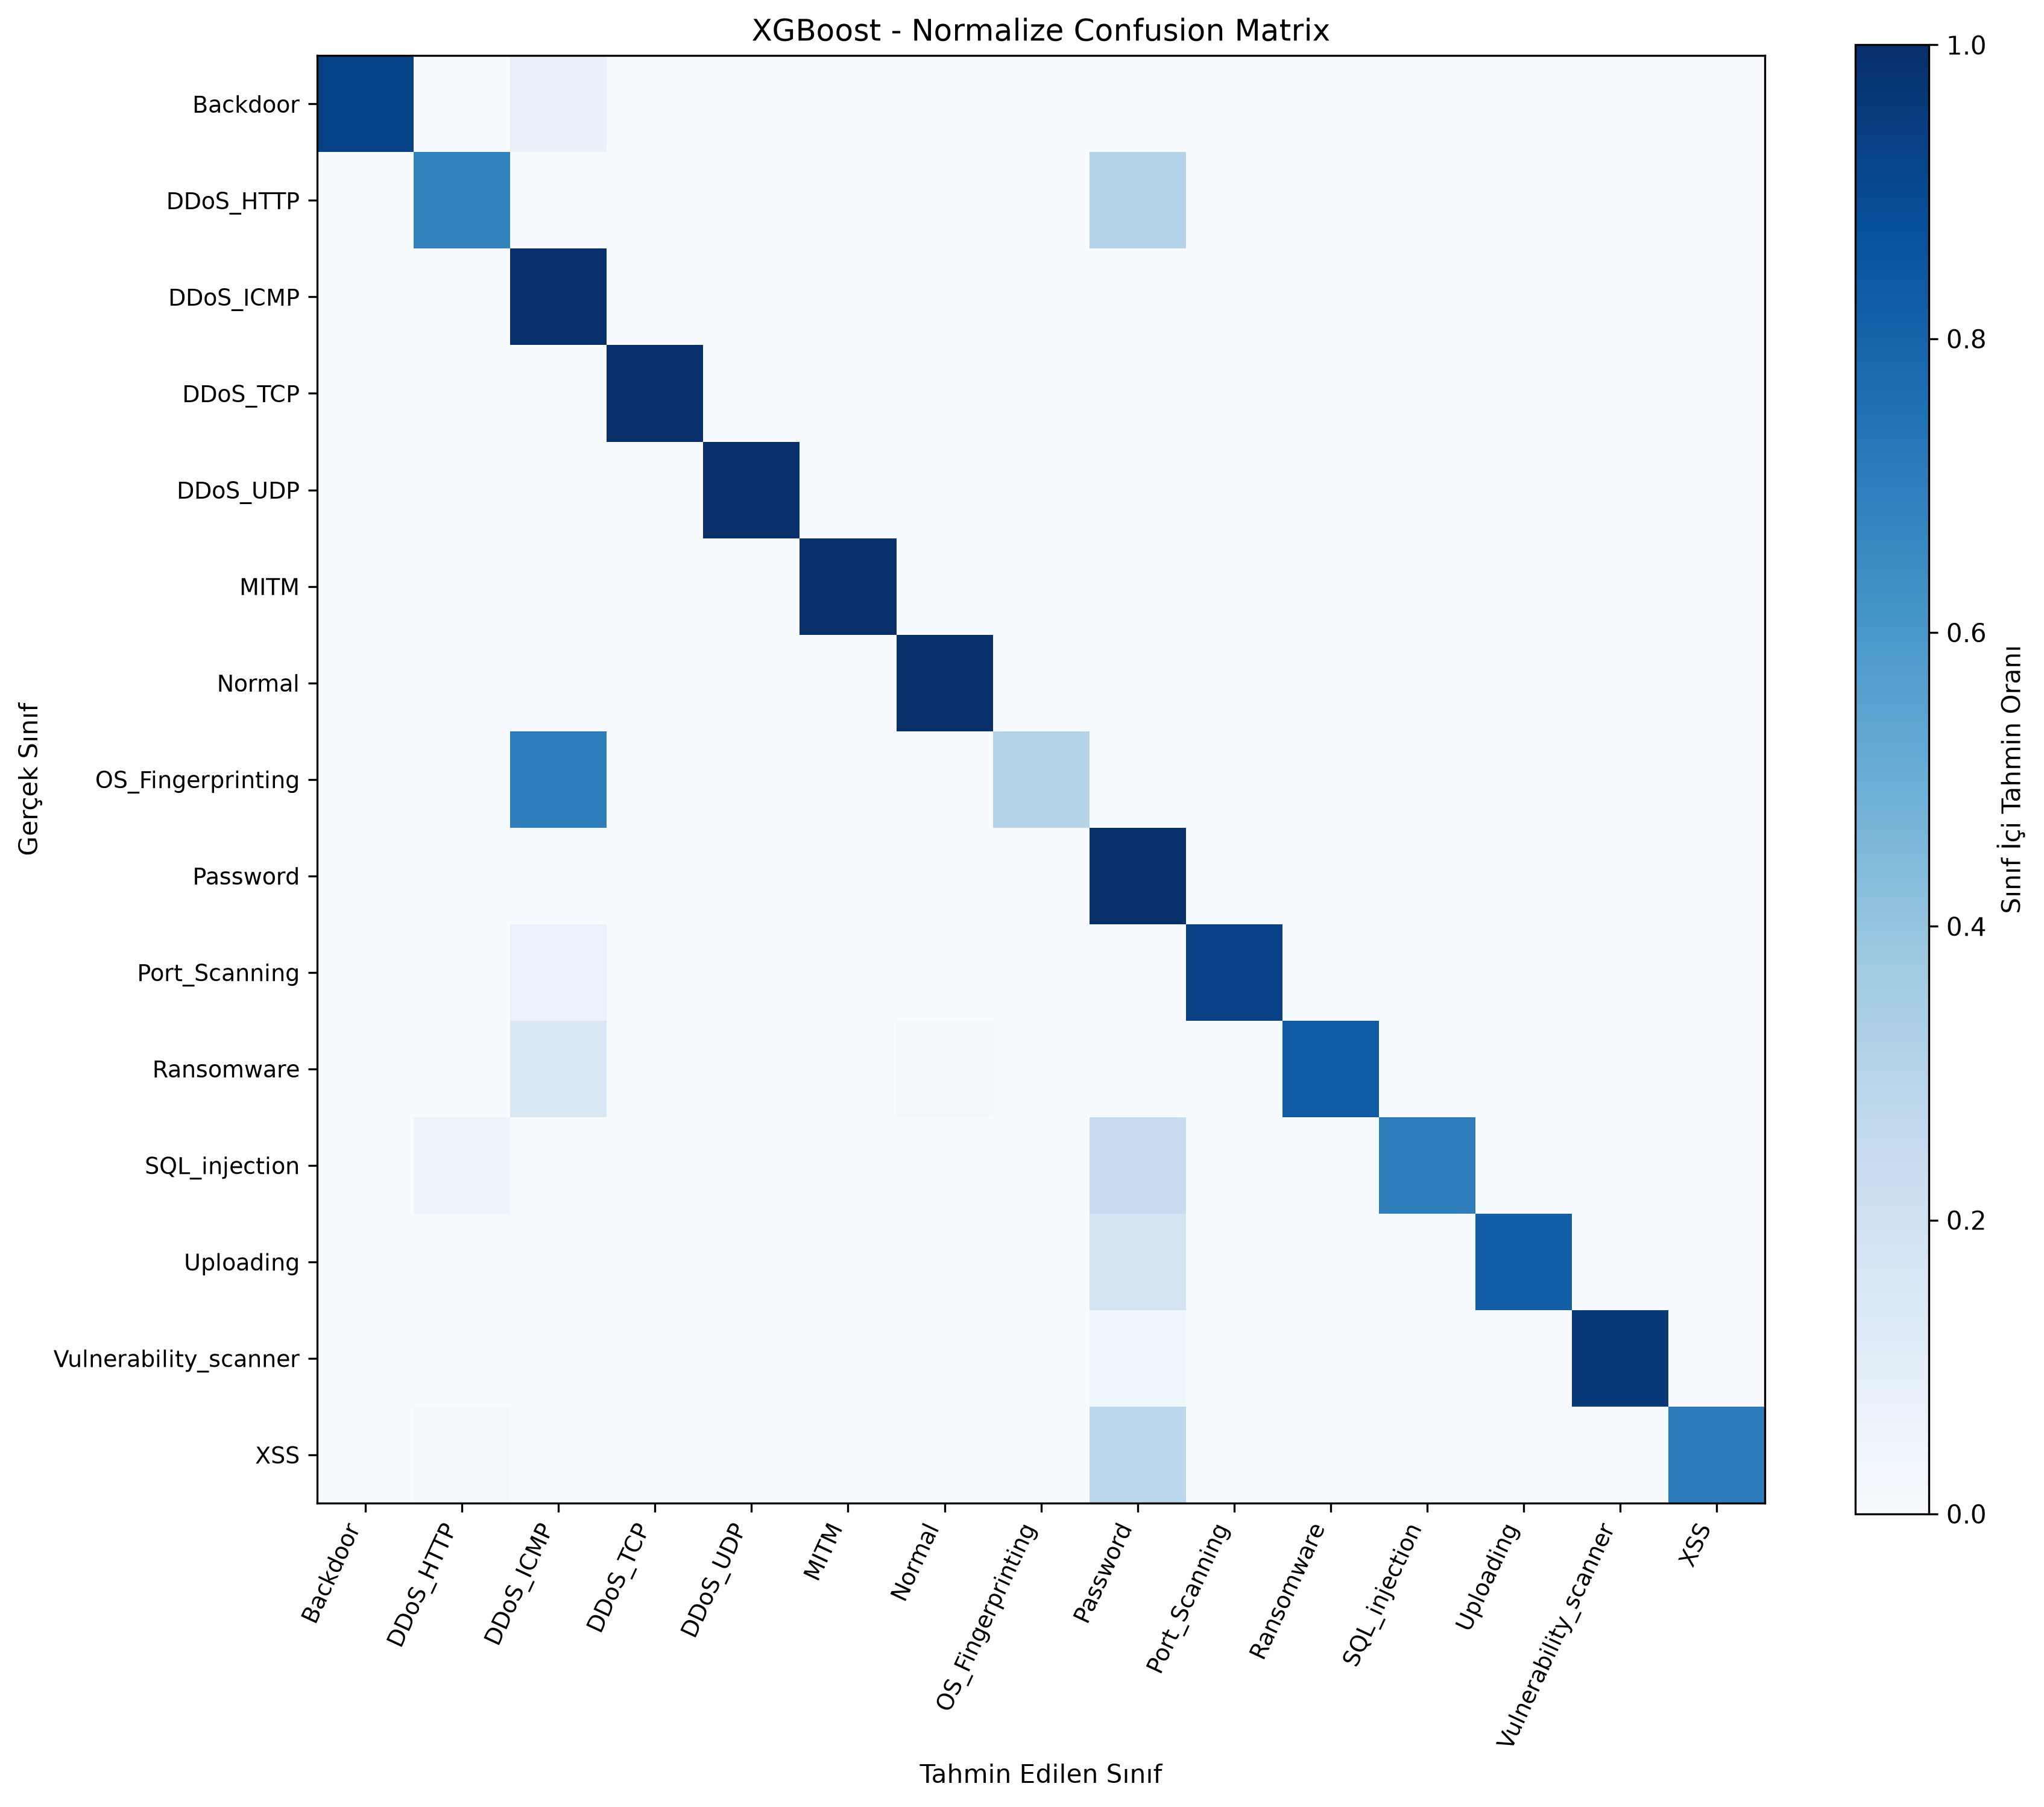 XGBoost - Normalize Confusion Matrix
Gerçek Sınıf
Backdoor
DDoS_HTTP
DDoS_ICMP
DDoS_TCP
DDoS_UDP
MITM
Normal
OS_Fingerprinting
Password
Port_Scanning
Ransomware
SQL_injection
Uploading
Vulnerability_scanner
XSS
Backdoor
DDoS_HTTP
DDoS_ICMP
DDoS_TCP
DDoS_UDP
MITM
Normal
OS_Fingerprinting
Password
Port_Scanning
Ransomware
SQL_injection
Uploading
Vulnerability_scanner
XSS
Tahmin Edilen Sınıf
1.0
0.8
0.6
0.4
0.2
0.0
Sınıf İçi Tahmin Oranı